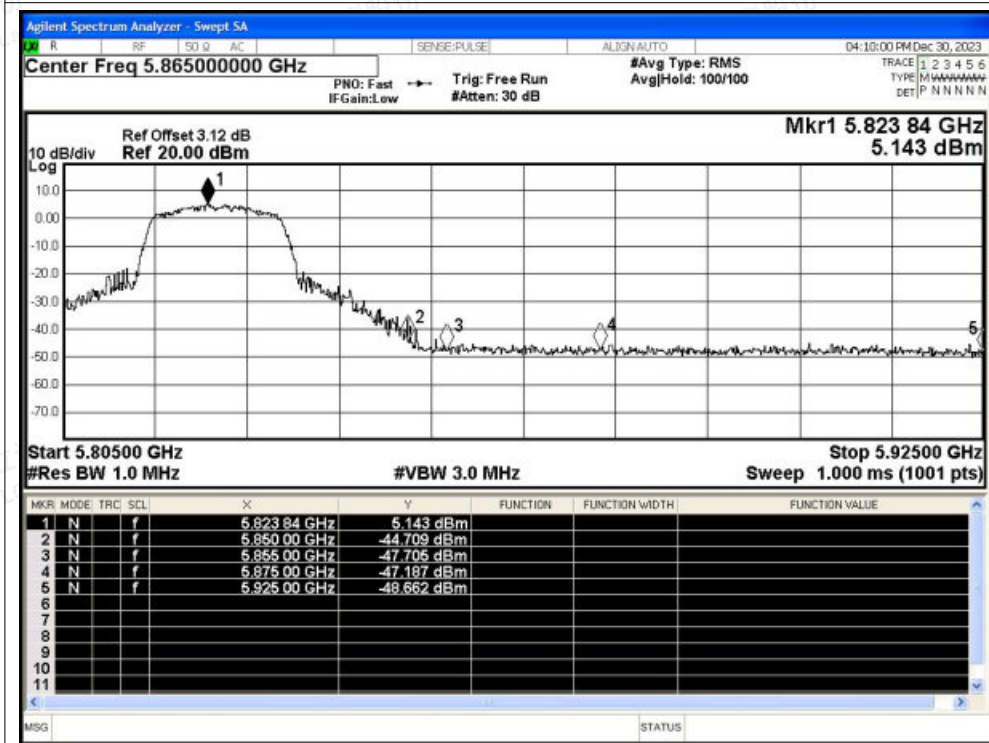 Agilent Spectrum Analyzer - Swept SA
R RF 50 Ω AC SENSE:PULSE ALIGN AUTO 04:10:00 PM Dec 30, 2023
Center Freq 5.865000000 GHz
PNO: Fast
IFGain:Low
Trig: Free Run
#Atten: 30 dB
#Avg Type: RMS
Avg|Hold: 100/100
TRACE 1 2 3 4 5 6
TYPE M
DET P N N N N N
Mkr1 5.823 84 GHz
5.143 dBm
Ref Offset 3.12 dB
10 dB/div Ref 20.00 dBm
Log
10.0
0.00
-10.0
-20.0
-30.0
-40.0
-50.0
-60.0
-70.0
1
2
3
4
5
Start 5.80500 GHz Stop 5.92500 GHz
#Res BW 1.0 MHz #VBW 3.0 MHz Sweep 1.000 ms (1001 pts)
MKR MODE TRC SCL X Y FUNCTION FUNCTION WIDTH FUNCTION VALUE
1 N f 5.823 84 GHz 5.143 dBm
2 N f 5.850 00 GHz -44.709 dBm
3 N f 5.855 00 GHz -47.705 dBm
4 N f 5.875 00 GHz -47.187 dBm
5 N f 5.925 00 GHz -48.662 dBm
6
7
8
9
10
11
MSG STATUS